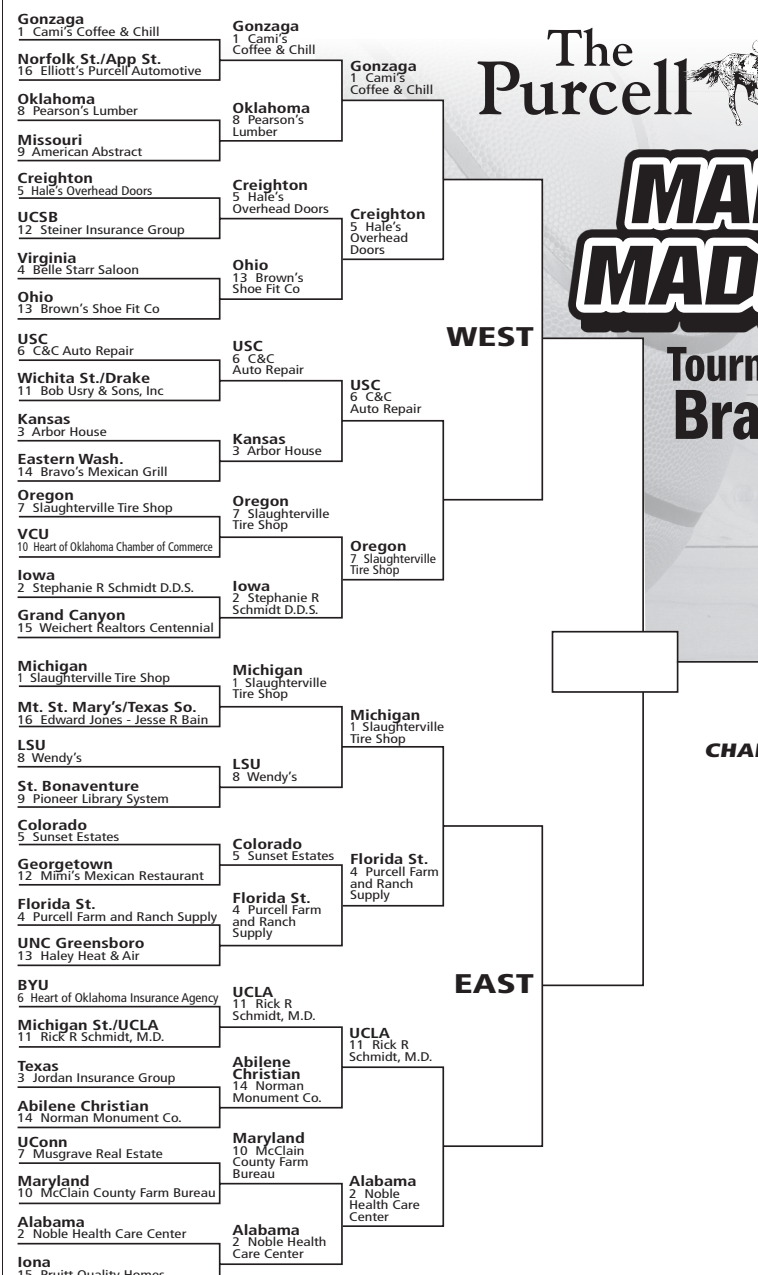 Gonzaga
1 Cami's Coffee & Chill
Norfolk St./App St.
16 Elliott's Purcell Automotive
Oklahoma
8 Pearson's Lumber
Missouri
9 American Abstract
Creighton
5 Hale's Overhead Doors
UCSB
12 Steiner Insurance Group
Virginia
4 Belle Starr Saloon
Ohio
13 Brown's Shoe Fit Co
USC
6 C&C Auto Repair
Wichita St./Drake
11 Bob Usry & Sons, Inc
Kansas
3 Arbor House
Eastern Wash.
14 Bravo's Mexican Grill
Oregon
7 Slaughterville Tire Shop
VCU
10 Heart of Oklahoma Chamber of Commerce
Iowa
2 Stephanie R Schmidt D.D.S.
Grand Canyon
15 Weichert Realtors Centennial
Michigan
1 Slaughterville Tire Shop
Mt. St. Mary's/Texas So.
16 Edward Jones - Jesse R Bain
LSU
8 Wendy's
St. Bonaventure
9 Pioneer Library System
Colorado
5 Sunset Estates
Georgetown
12 Mimi's Mexican Restaurant
Florida St.
4 Purcell Farm and Ranch Supply
UNC Greensboro
13 Haley Heat & Air
BYU
6 Heart of Oklahoma Insurance Agency
Michigan St./UCLA
11 Rick R Schmidt, M.D.
Texas
3 Jordan Insurance Group
Abilene Christian
14 Norman Monument Co.
UConn
7 Musgrave Real Estate
Maryland
10 McClain County Farm Bureau
Alabama
2 Noble Health Care Center
Iona
15 Pruitt Quality Homes
Gonzaga
1 Cami's
Coffee & Chill
Oklahoma
8 Pearson's
Lumber
Creighton
5 Hale's
Overhead Doors
Ohio
13 Brown's
Shoe Fit Co
USC
6 C&C
Auto Repair
Kansas
3 Arbor House
Oregon
7 Slaughterville
Tire Shop
Iowa
2 Stephanie R
Schmidt D.D.S.
Michigan
1 Slaughterville
Tire Shop
LSU
8 Wendy's
Colorado
5 Sunset Estates
Florida St.
4 Purcell Farm
and Ranch
Supply
UCLA
11 Rick R
Schmidt, M.D.
Abilene
Christian
14 Norman
Monument Co.
Maryland
10 McClain
County Farm
Bureau
Alabama
2 Noble Health
Care Center
Gonzaga
1 Cami's
Coffee & Chill
Creighton
5 Hale's
Overhead
Doors
USC
6 C&C
Auto Repair
Oregon
7 Slaughterville
Tire Shop
Michigan
1 Slaughterville
Tire Shop
Florida St.
4 Purcell Farm
and Ranch
Supply
UCLA
11 Rick R
Schmidt, M.D.
Alabama
2 Noble
Health Care
Center
WEST
EAST
The
Purcell
MA
MAD
Tourn
Bra
CHA